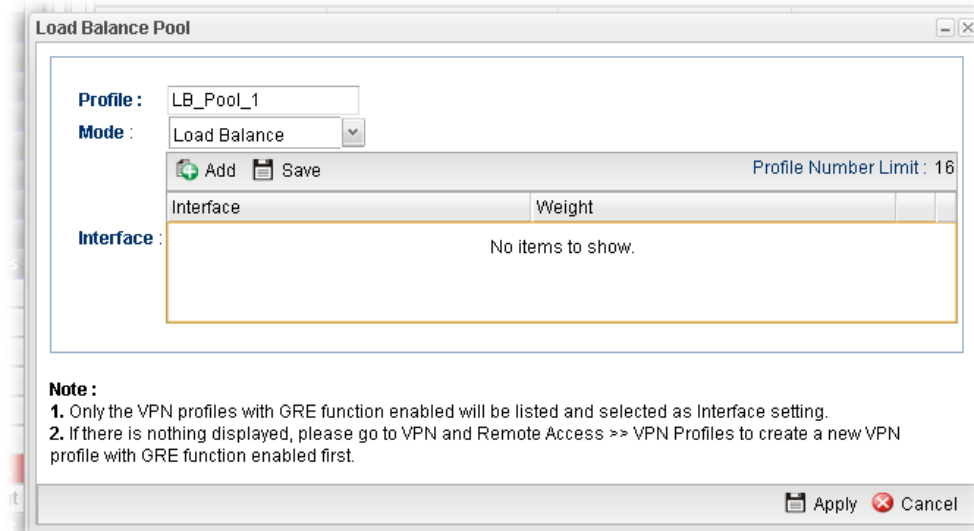 Load Balance Pool
Profile : LB_Pool_1
Mode : Load Balance
Add Save Profile Number Limit : 16
Interface Weight
Interface : No items to show.
Note :
1. Only the VPN profiles with GRE function enabled will be listed and selected as Interface setting.
2. If there is nothing displayed, please go to VPN and Remote Access >> VPN Profiles to create a new VPN
profile with GRE function enabled first.
Apply Cancel